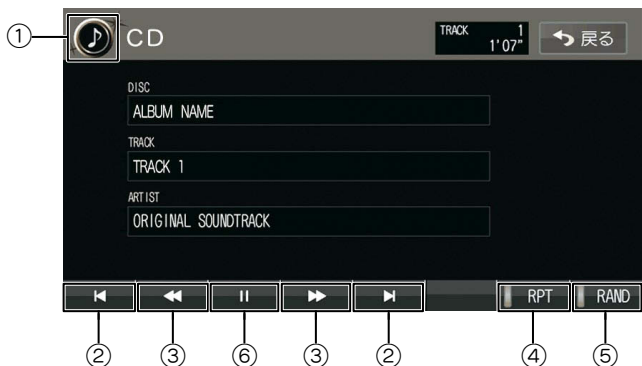 ① CD
TRACK 1
1'07"
戻る
DISC
ALBUM NAME
TRACK
TRACK 1
ARTIST
ORIGINAL SOUNDTRACK
RPT RAND
② ③ ⑥ ③ ② ④ ⑤